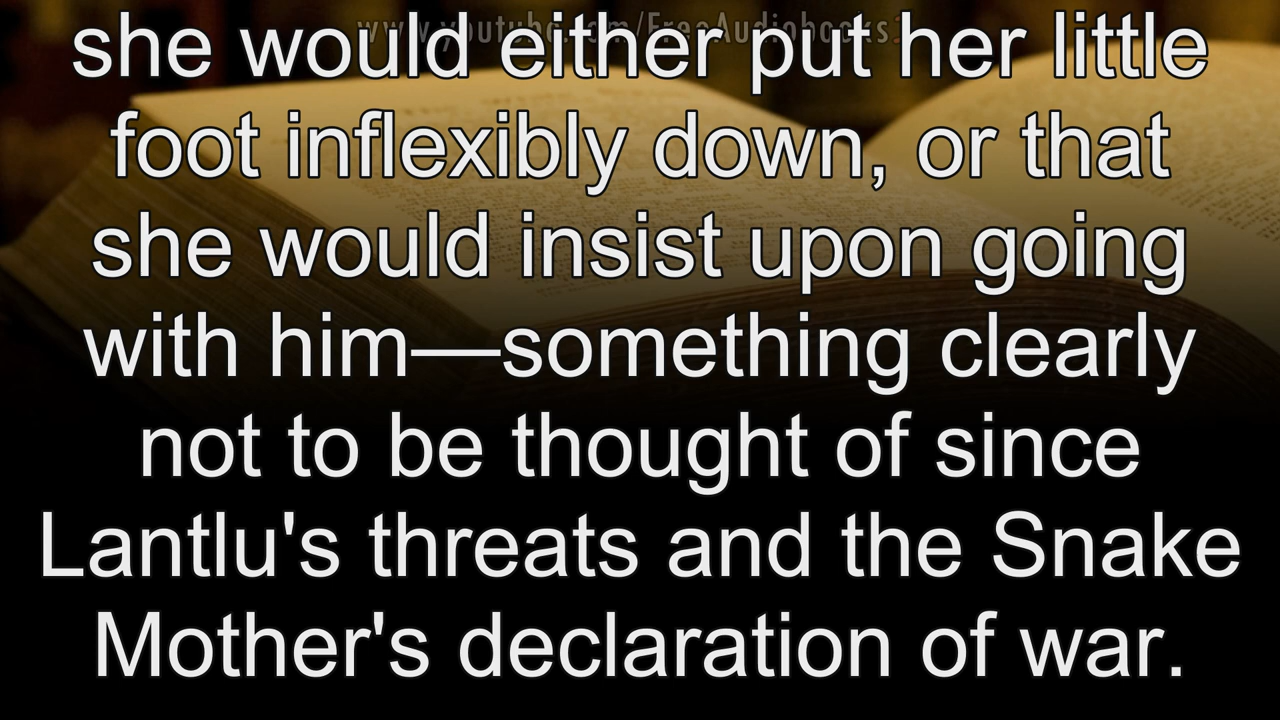 www.youtube.com/FreeAudiobooks
she would either put her little
foot inflexibly down, or that
she would insist upon going
with him—something clearly
not to be thought of since
Lantlu's threats and the Snake
Mother's declaration of war.